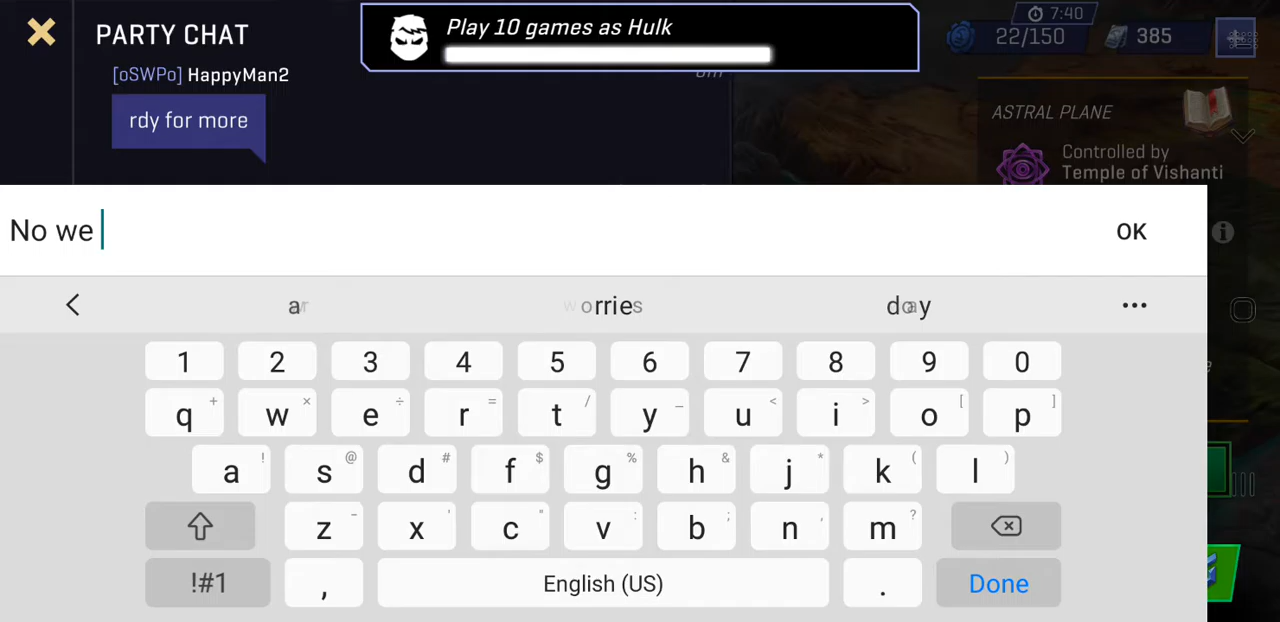 PARTY CHAT
Play 10 games as Hulk
7:40
22/150
385
[oSWPo] HappyMan2
rdy for more
ASTRAL PLANE
Controlled by
Temple of Vishanti
No we
OK
1 2 3 4 5 6 7 8 9 0
q + w × e ÷ r = t / y _ u < i > o [ p ]
a ! s @ d # f $ g % h & j * k ( l )
z - x ' c " v : b ; n , m ?
!#1 , English (US) . Done